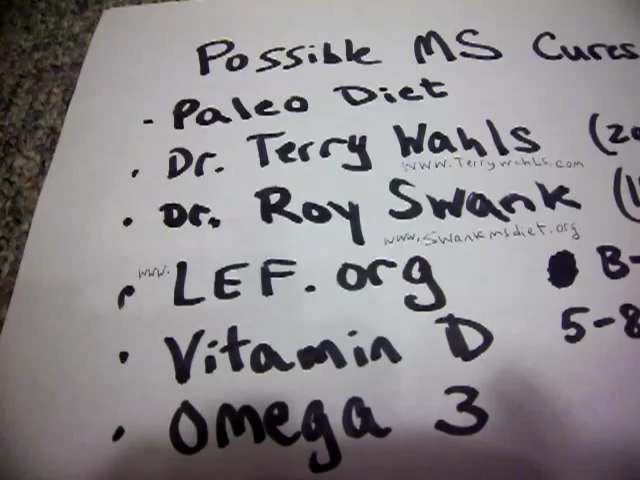 Possible MS Cures
- Paleo Diet
• Dr. Terry Wahls
www.TerryWahls.com
• Dr. Roy Swank
www.Swankmsdiet.org
• www.LEF.org
B-
• Vitamin D 5-8
• Omega 3